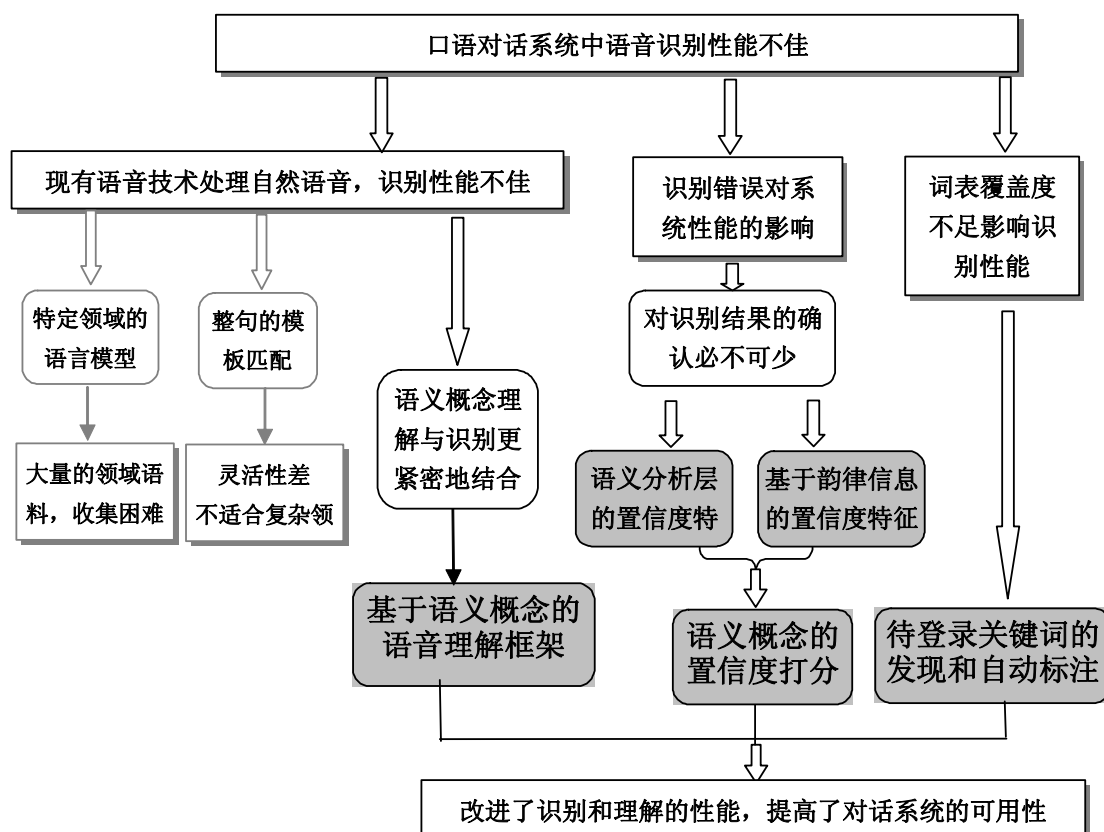 口语对话系统中语音识别性能不佳
现有语音技术处理自然语音，识别性能不佳
识别错误对系
统性能的影响
词表覆盖度
不足影响识
别性能
特定领域的
语言模型
整句的模
板匹配
对识别结果的确
认必不可少
语义概念理
解与识别更
紧密地结合
大量的领域语
料，收集困难
灵活性差
不适合复杂领
语义分析层
的置信度特
基于韵律信息
的置信度特征
基于语义概念的
语音理解框架
语义概念的
置信度打分
待登录关键词的
发现和自动标注
改进了识别和理解的性能，提高了对话系统的可用性